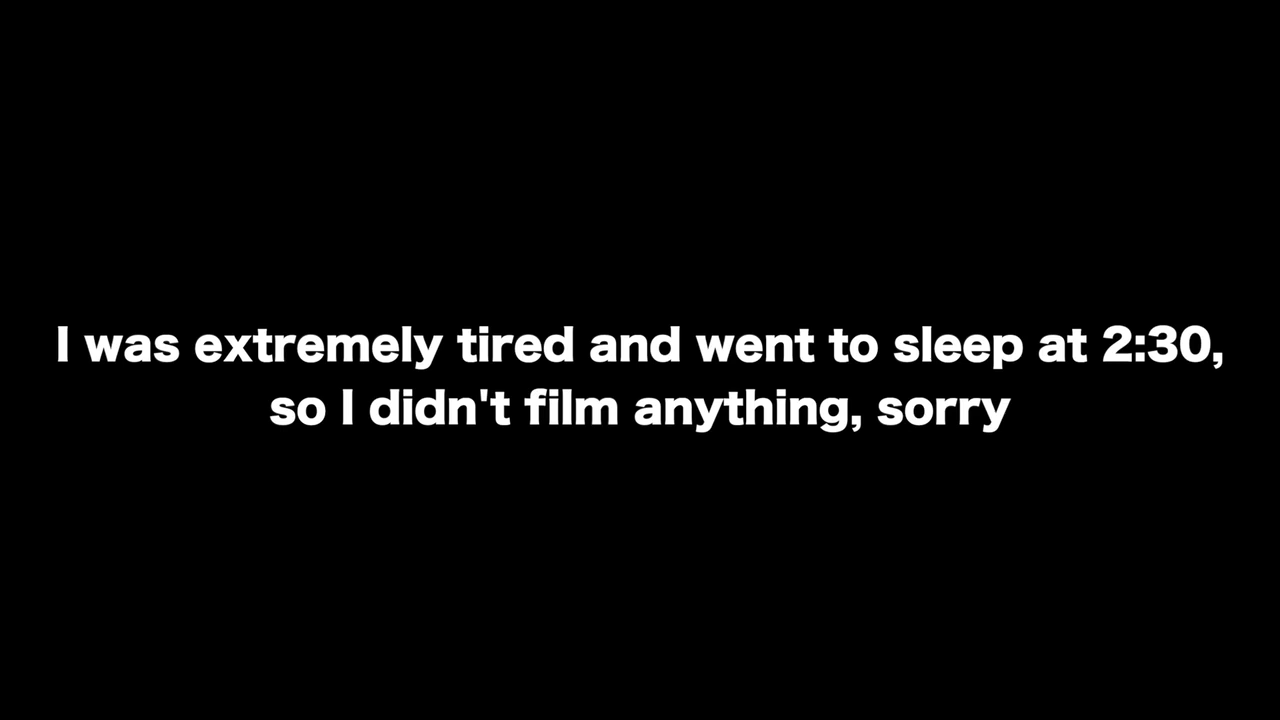 I was extremely tired and went to sleep at 2:30,
so I didn't film anything, sorry